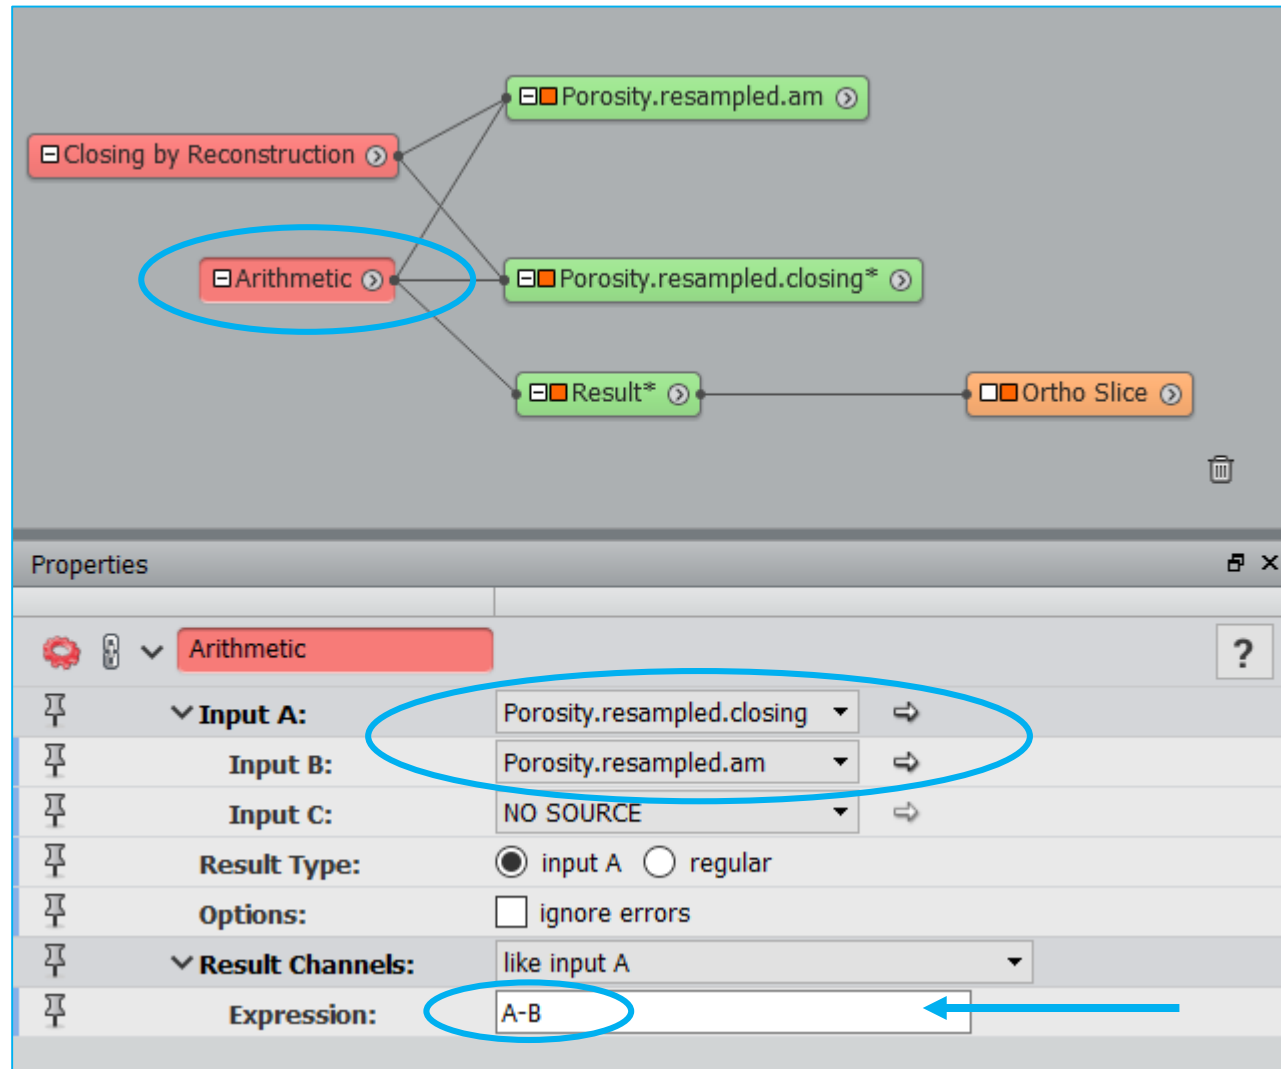 Porosity.resampled.am
Closing by Reconstruction
Arithmetic
Porosity.resampled.closing*
Result*
Ortho Slice
Properties
Arithmetic
?
Input A: Porosity.resampled.closing
Input B: Porosity.resampled.am
Input C: NO SOURCE
Result Type: input A regular
Options: ignore errors
Result Channels: like input A
Expression: A-B